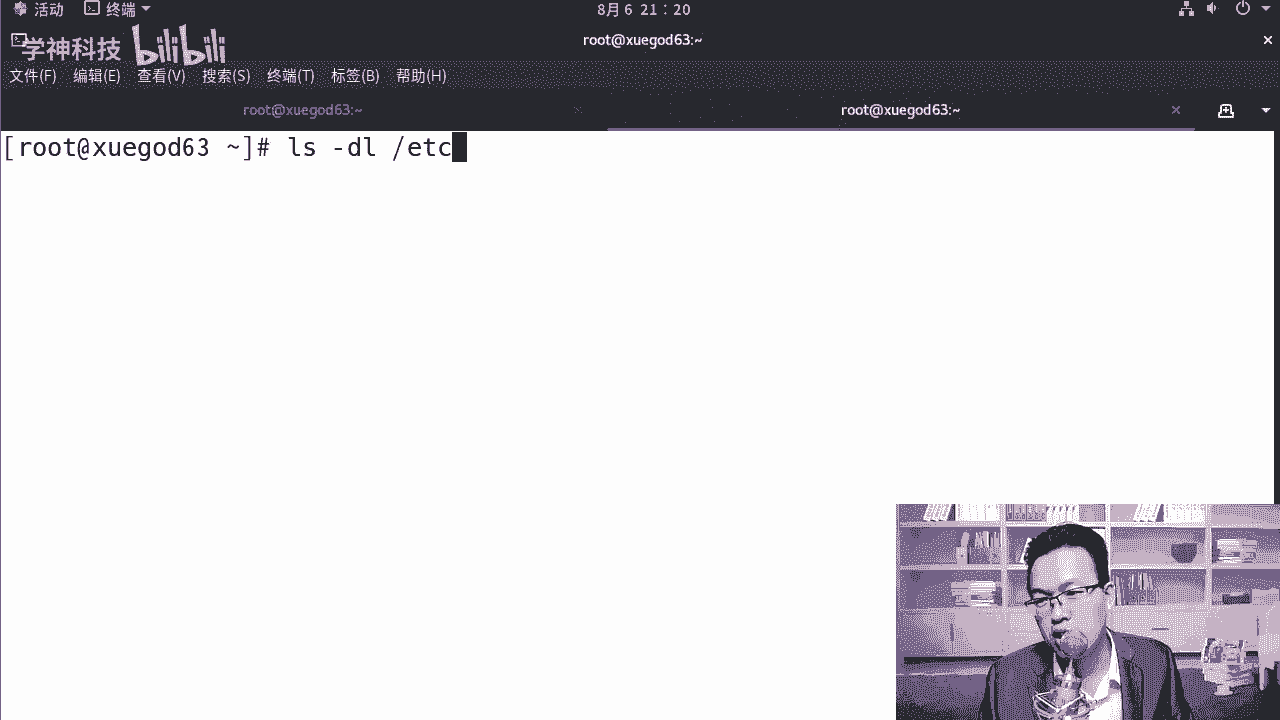 活动 终端 8月 6 21：20
学神科技 bilibili root@xuegod63:~
文件(F) 编辑(E) 查看(V) 搜索(S) 终端(T) 标签(B) 帮助(H)
root@xuegod63:~ root@xuegod63:~
[root@xuegod63 ~]# ls -dl /etc